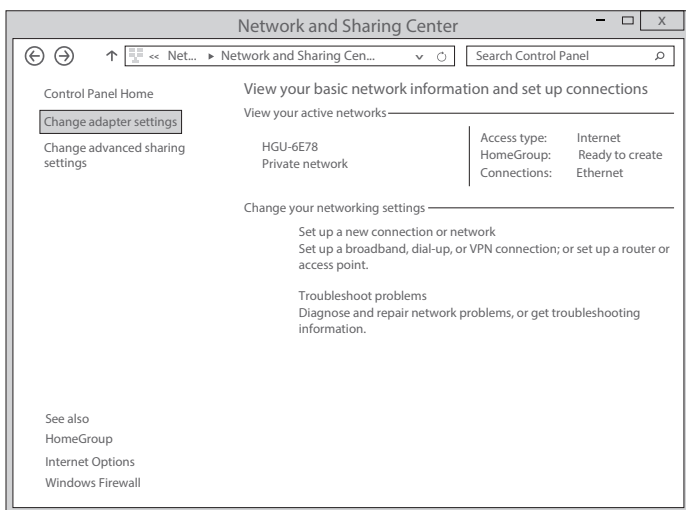 Network and Sharing Center
x
<< Net... ▸ Network and Sharing Cen...
Search Control Panel
Control Panel Home
Change adapter settings
Change advanced sharing
settings
See also
HomeGroup
Internet Options
Windows Firewall
View your basic network information and set up connections
View your active networks
HGU-6E78
Private network
Access type: Internet
HomeGroup: Ready to create
Connections: Ethernet
Change your networking settings
Set up a new connection or network
Set up a broadband, dial-up, or VPN connection; or set up a router or
access point.
Troubleshoot problems
Diagnose and repair network problems, or get troubleshooting
information.